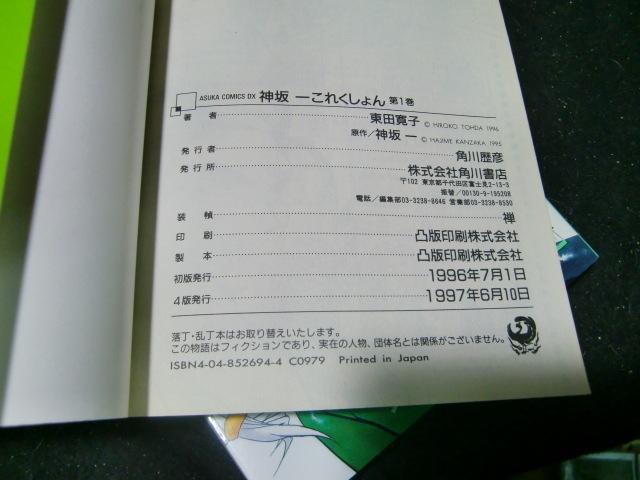 ASUKA COMICS DX 神坂 一これくしょん 第1巻
著者 東田寛子 © HIROKO TOHDA 1996
原作/神坂 一 © HAJIME KANZAKA 1995
発行者 角川歴彦
発行所 株式会社角川書店
〒102 東京都千代田区富士見2-13-3
振替/00130-9-195208
電話/編集部03-3238-8646 営業部03-3238-8530
装幀 禅
印刷 凸版印刷株式会社
製本 凸版印刷株式会社
初版発行 1996年7月1日
4版発行 1997年6月10日
落丁・乱丁本はお取り替えいたします。
この物語はフィクションであり、実在の人物、団体名とは関係がございません。
ISBN4-04-852694-4 C0979 Printed in Japan